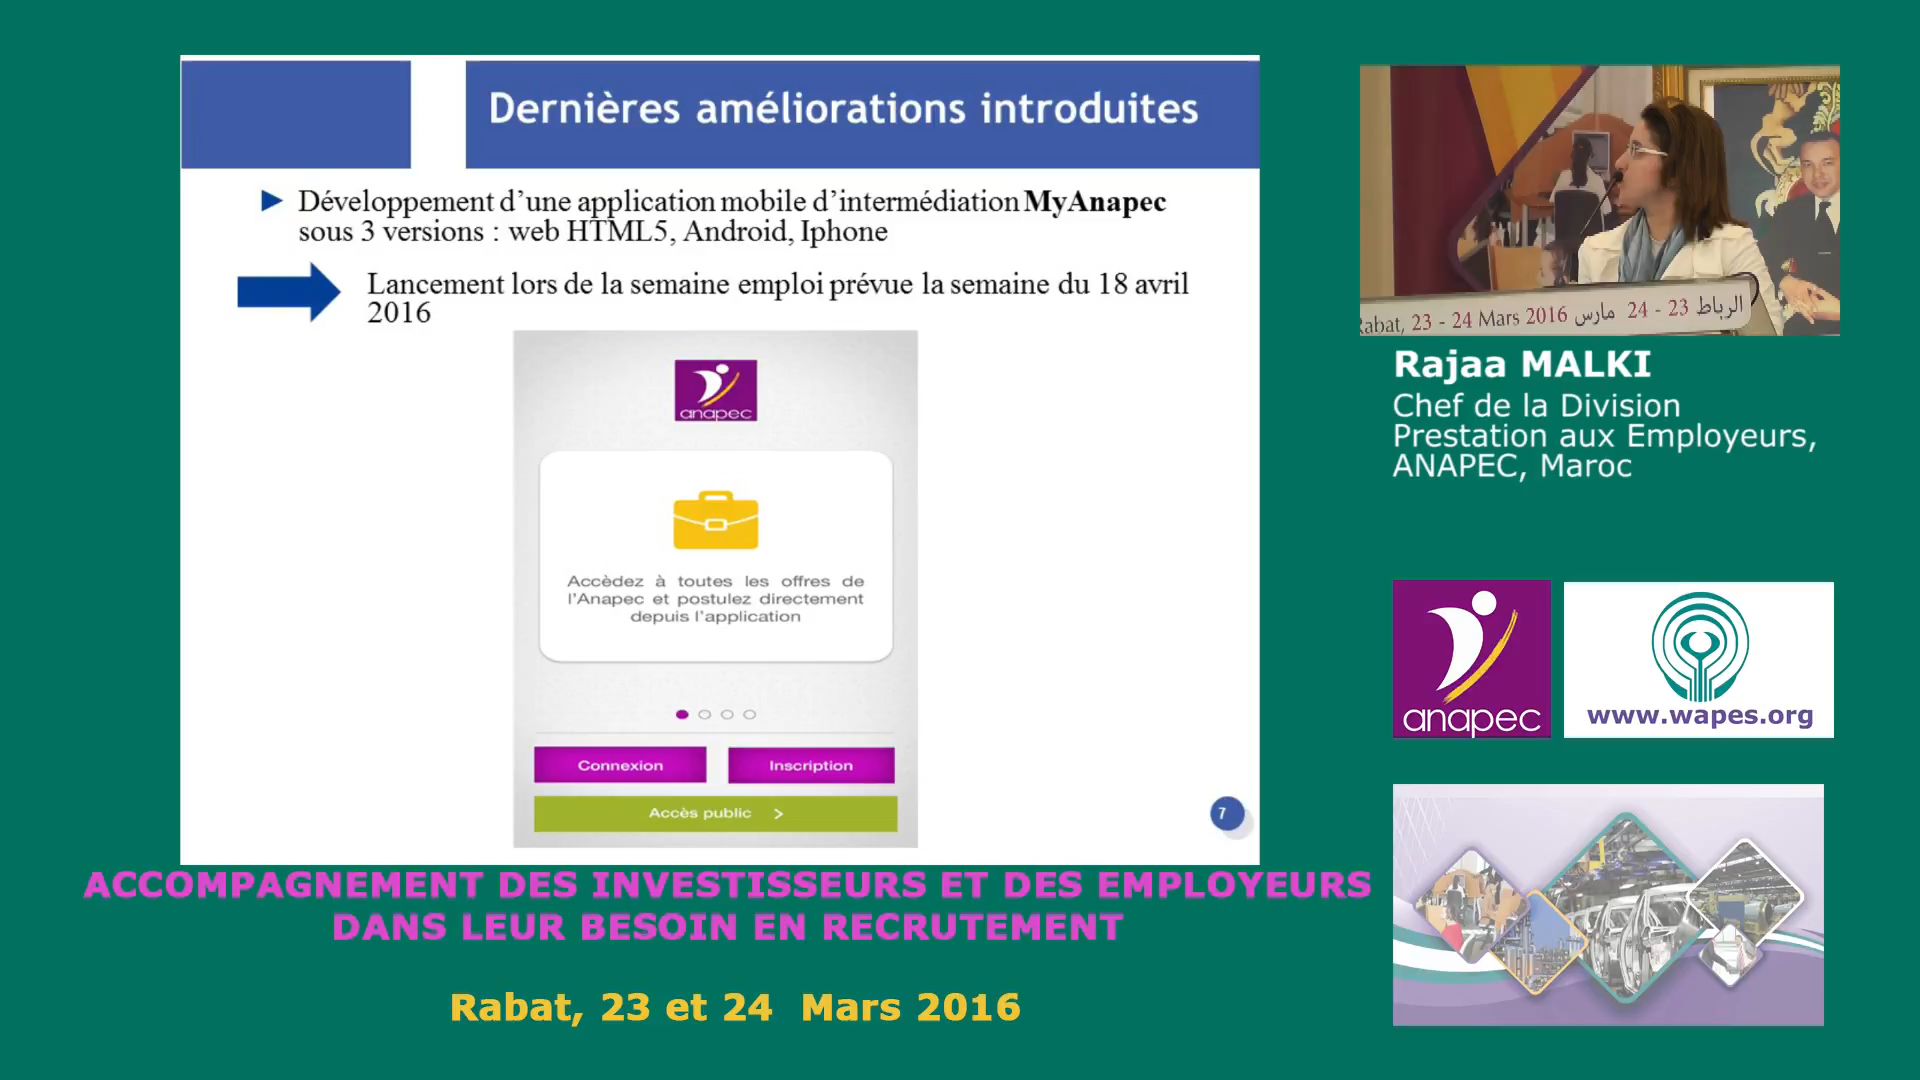 Dernières améliorations introduites
Développement d’une application mobile d’intermédiation MyAnapec
sous 3 versions : web HTML5, Android, Iphone
Lancement lors de la semaine emploi prévue la semaine du 18 avril
2016
anapec
Accèdez à toutes les offres de
l’Anapec et postulez directement
depuis l’application
Connexion
Inscription
Accès public >
7
Rabat, 23 - 24 Mars 2016 الرباط 23 - 24 مارس
Rajaa MALKI
Chef de la Division
Prestation aux Employeurs,
ANAPEC, Maroc
anapec
www.wapes.org
ACCOMPAGNEMENT DES INVESTISSEURS ET DES EMPLOYEURS
DANS LEUR BESOIN EN RECRUTEMENT
Rabat, 23 et 24 Mars 2016